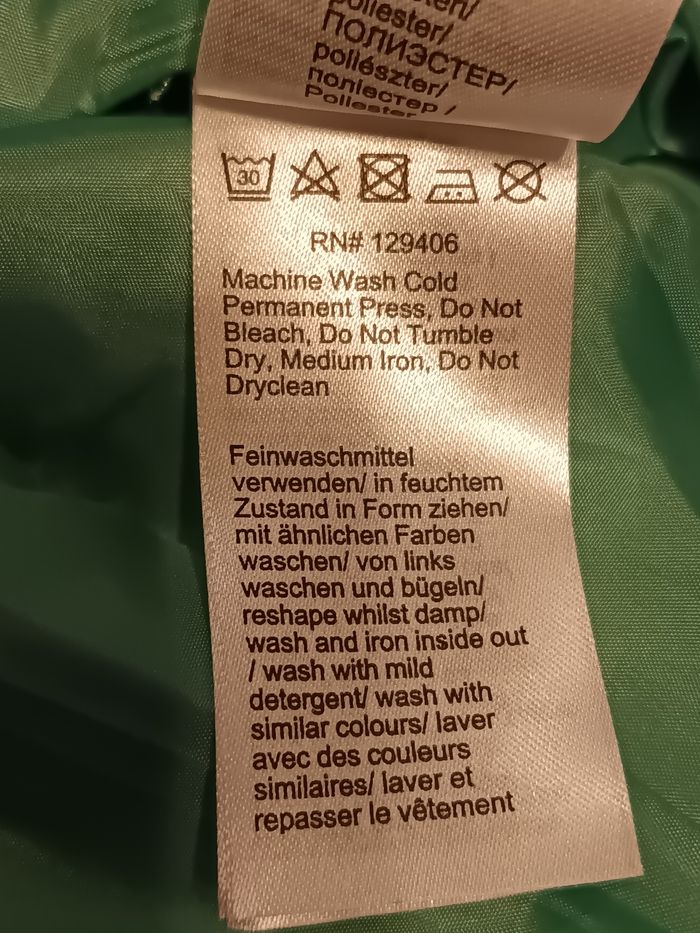 poliester/
ПОЛИЭСТЕР/
poliészter/
поліестер /
Poliester
30
RN# 129406
Machine Wash Cold
Permanent Press, Do Not
Bleach, Do Not Tumble
Dry, Medium Iron, Do Not
Dryclean
Feinwaschmittel
verwenden/ in feuchtem
Zustand in Form ziehen/
mit ähnlichen Farben
waschen/ von links
waschen und bügeln/
reshape whilst damp/
wash and iron inside out
/ wash with mild
detergent/ wash with
similar colours/ laver
avec des couleurs
similaires/ laver et
repasser le vêtement